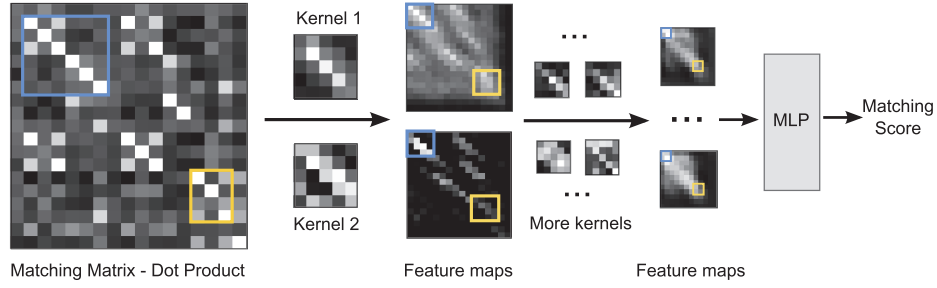 Kernel 1
Kernel 2
Matching Matrix - Dot Product
Feature maps
...
...
More kernels
...
Feature maps
MLP
Matching
Score